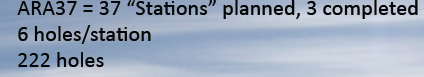 ARA37 = 37 “Stations” planned, 3 completed
6 holes/station
222 holes